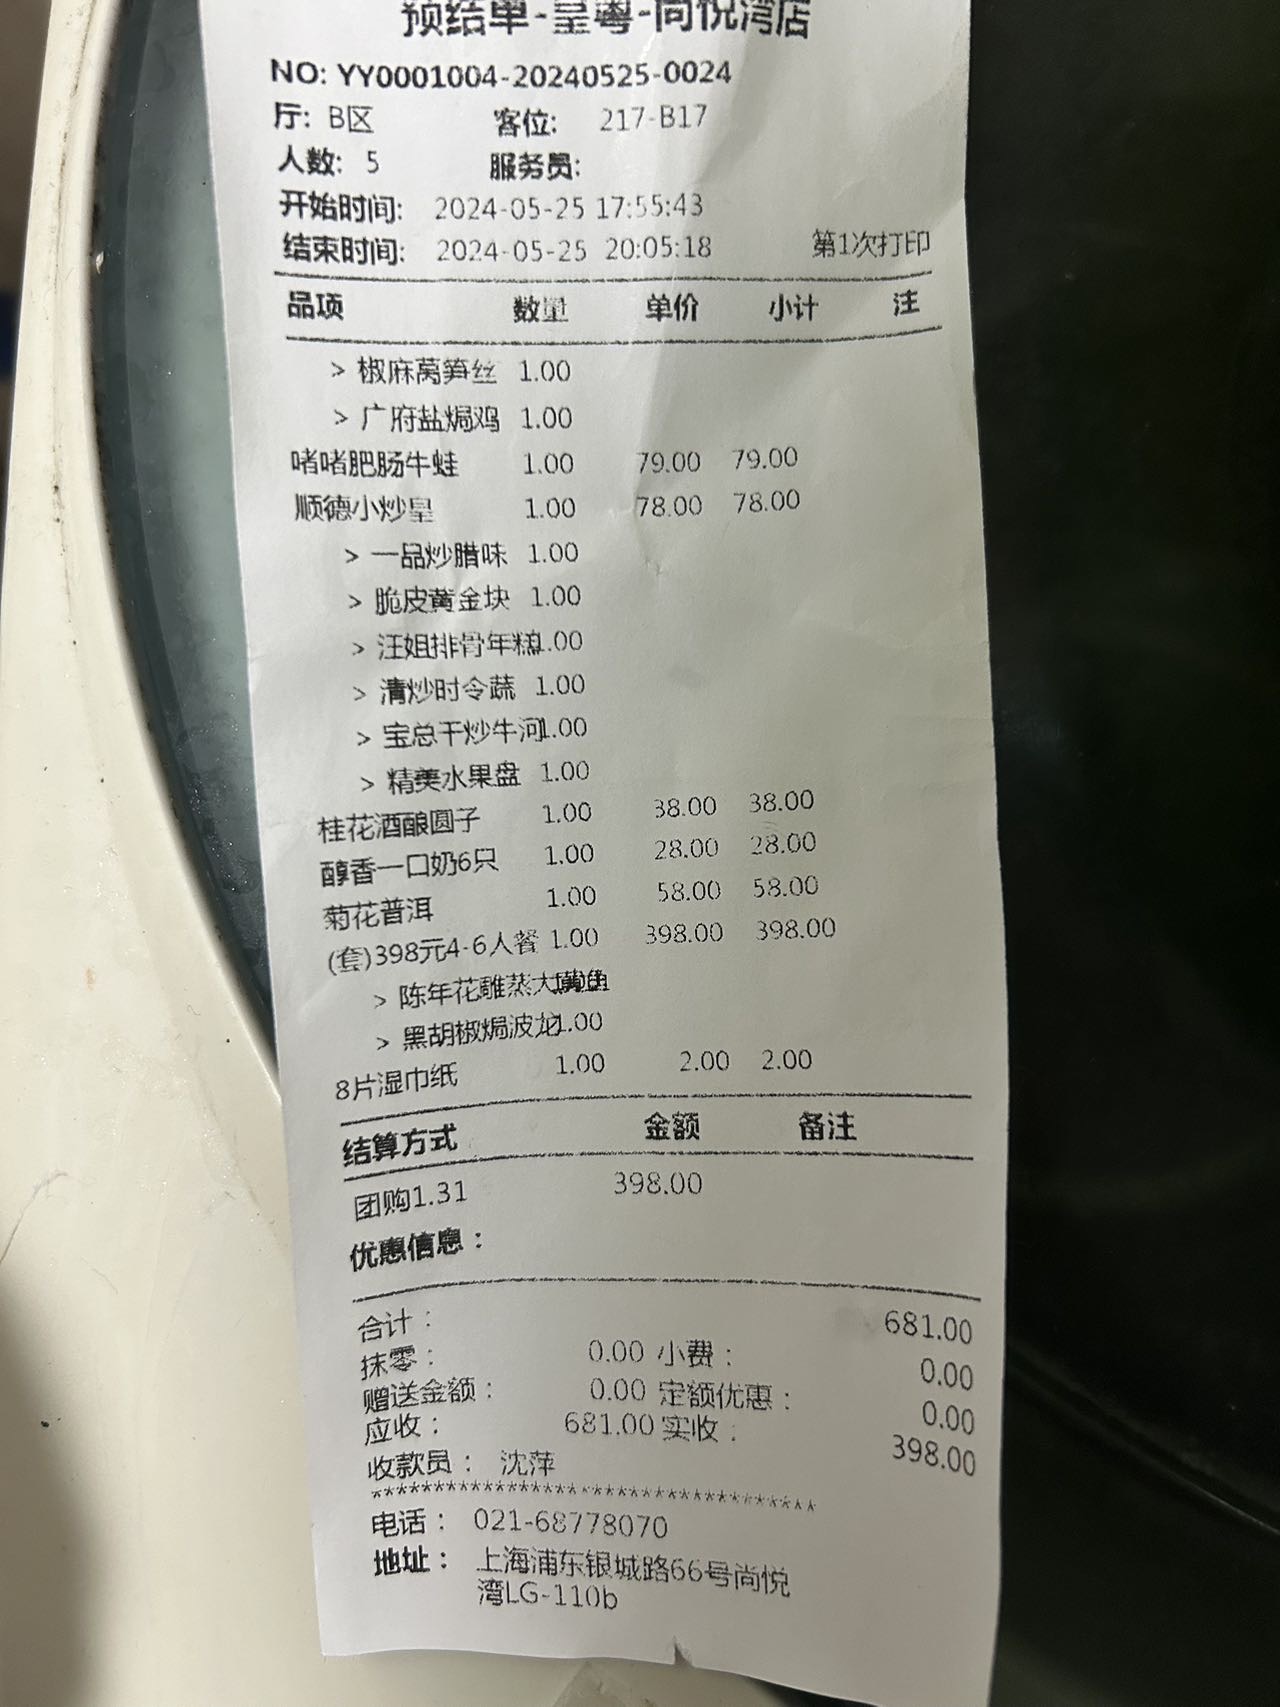 预结单-皇粤-尚悦湾店
NO: YY0001004-20240525-0024
厅: B区 客位: 217-B17
人数: 5 服务员:
开始时间: 2024-05-25 17:55:43
结束时间: 2024-05-25 20:05:18 第1次打印
品项 数量 单价 小计 注
> 椒麻莴笋丝 1.00
> 广府盐焗鸡 1.00
啫啫肥肠牛蛙 1.00 79.00 79.00
顺德小炒皇 1.00 78.00 78.00
> 一品炒腊味 1.00
> 脆皮黄金块 1.00
> 汪姐排骨年糕1.00
> 清炒时令蔬 1.00
> 宝总干炒牛河1.00
> 精美水果盘 1.00
桂花酒酿圆子 1.00 38.00 38.00
醇香一口奶6只 1.00 28.00 28.00
菊花普洱 1.00 58.00 58.00
(套)398元4-6人餐 1.00 398.00 398.00
> 陈年花雕蒸大黄鱼
> 黑胡椒焗波龙1.00
8片湿巾纸 1.00 2.00 2.00
结算方式 金额 备注
团购1.31 398.00
优惠信息：
合计： 681.00
抹零： 0.00 小费： 0.00
赠送金额： 0.00 定额优惠： 0.00
应收： 681.00 实收： 398.00
收款员： 沈萍
************************************
电话： 021-68778070
地址： 上海浦东银城路66号尚悦
湾LG-110b